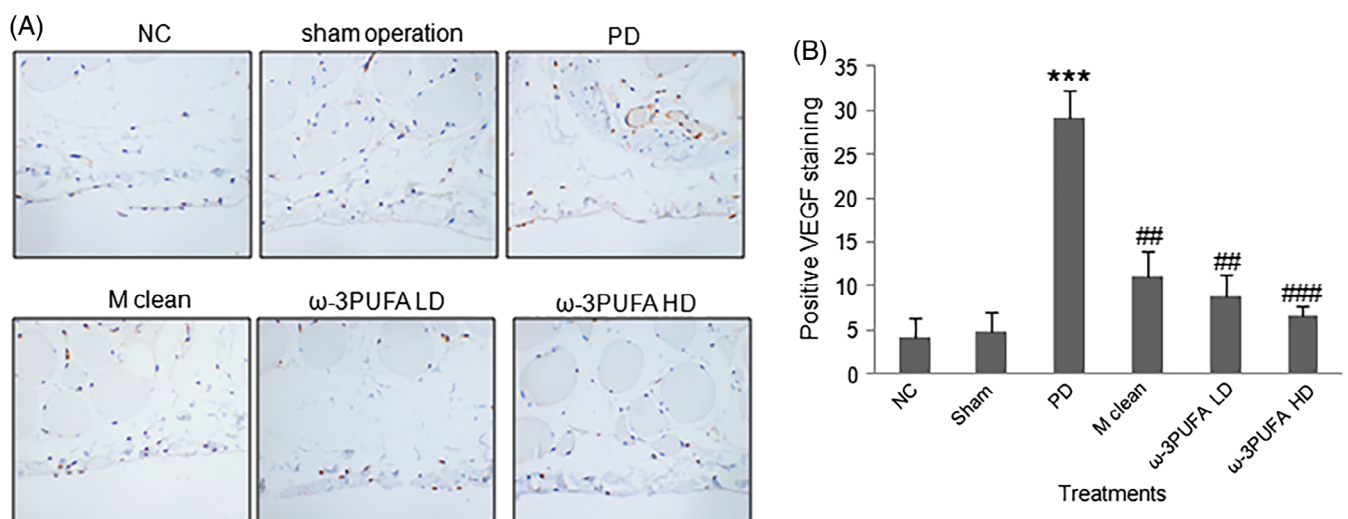 (A)
NC sham operation PD
M clean ω-3PUFA LD ω-3PUFA HD
(B)
Positive VEGF staining
35
30
25
20
15
10
5
0
***
##
##
###
NC Sham PD M clean ω-3PUFA LD ω-3PUFA HD
Treatments